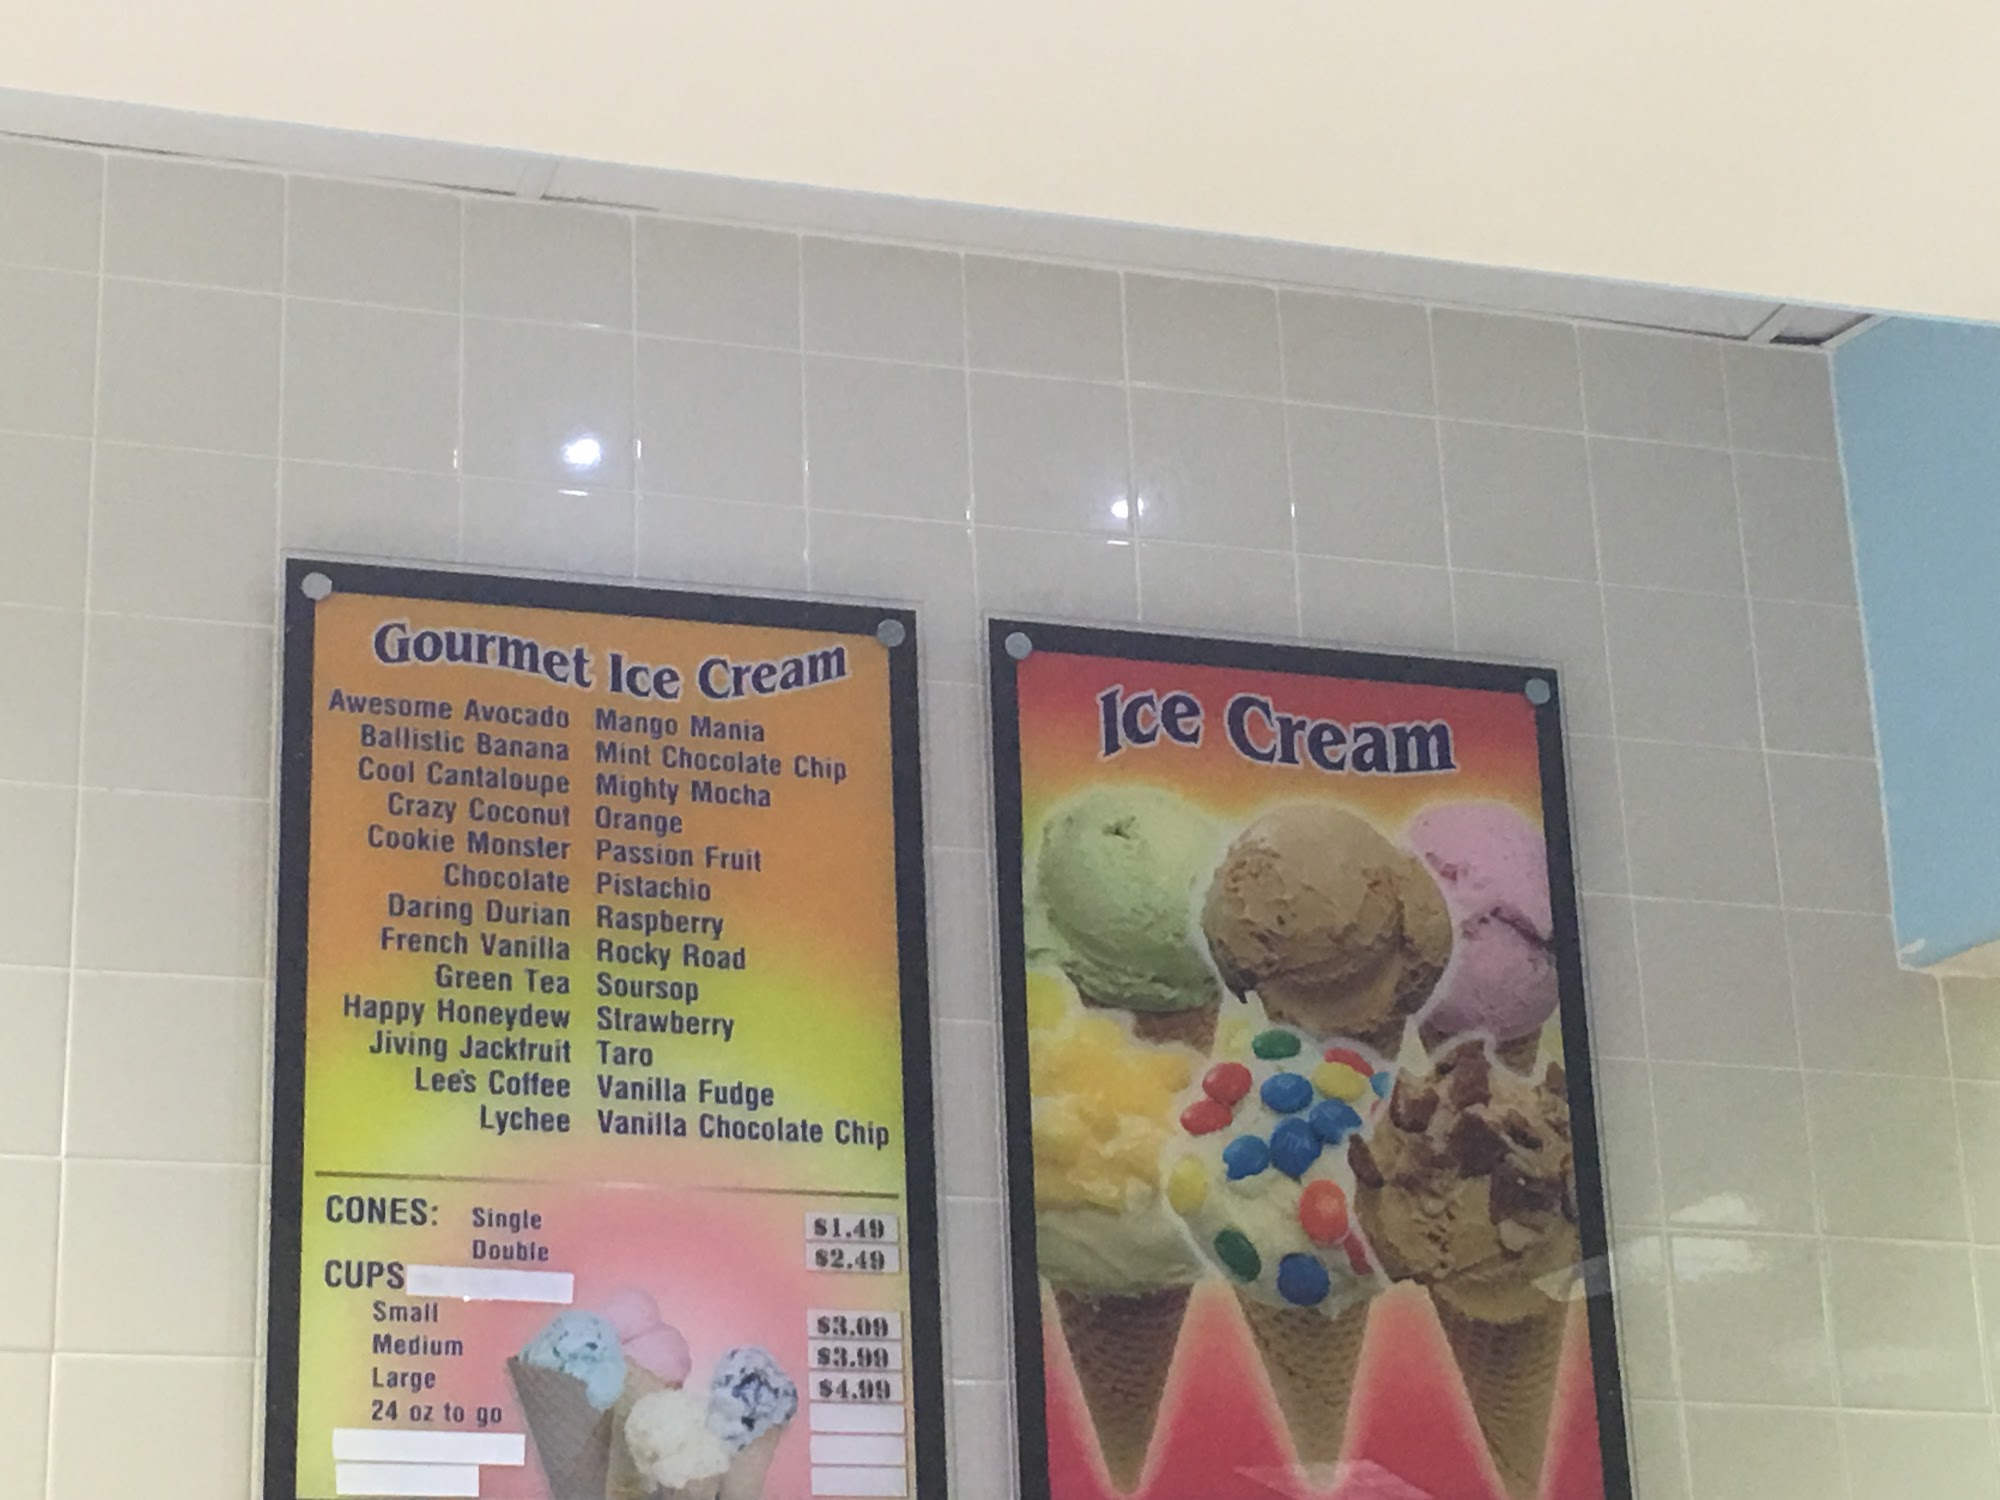 Gourmet Ice Cream
Awesome Avocado
Ballistic Banana
Cool Cantaloupe
Crazy Coconut
Cookie Monster
Chocolate
Daring Durian
French Vanilla
Green Tea
Happy Honeydew
Jiving Jackfruit
Lee's Coffee
Lychee
Mango Mania
Mint Chocolate Chip
Mighty Mocha
Orange
Passion Fruit
Pistachio
Raspberry
Rocky Road
Soursop
Strawberry
Taro
Vanilla Fudge
Vanilla Chocolate Chip
CONES: Single $1.49
Double $2.49
CUPS
Small $3.09
Medium $3.99
Large $4.99
24 oz to go
Ice Cream